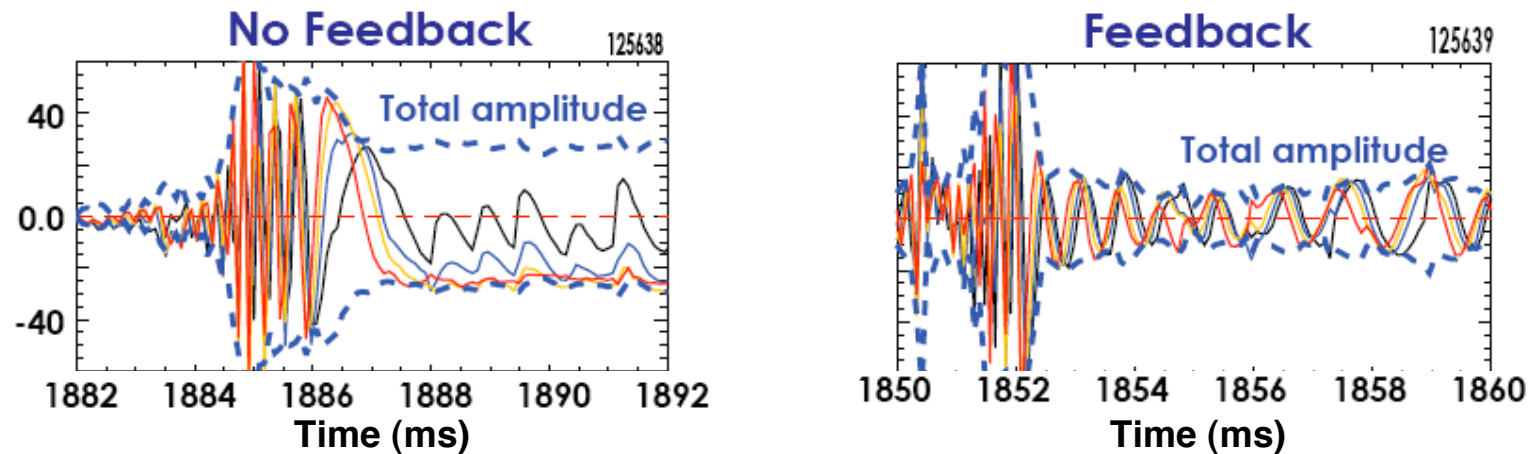 No Feedback
125638
Total amplitude
40
0.0
-40
1882 1884 1886 1888 1890 1892
Time (ms)
Feedback
125639
Total amplitude
1850 1852 1854 1856 1858 1860
Time (ms)